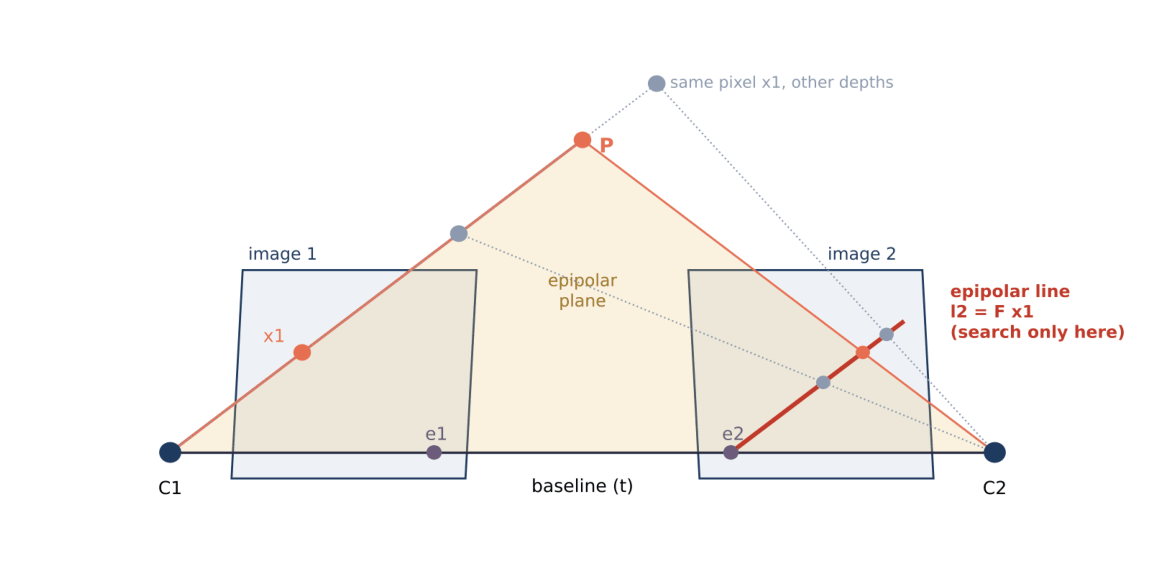 same pixel x1, other depths
P
image 1
image 2
epipolar
plane
epipolar line
l2 = F x1
(search only here)
x1
e1
e2
C1
baseline (t)
C2